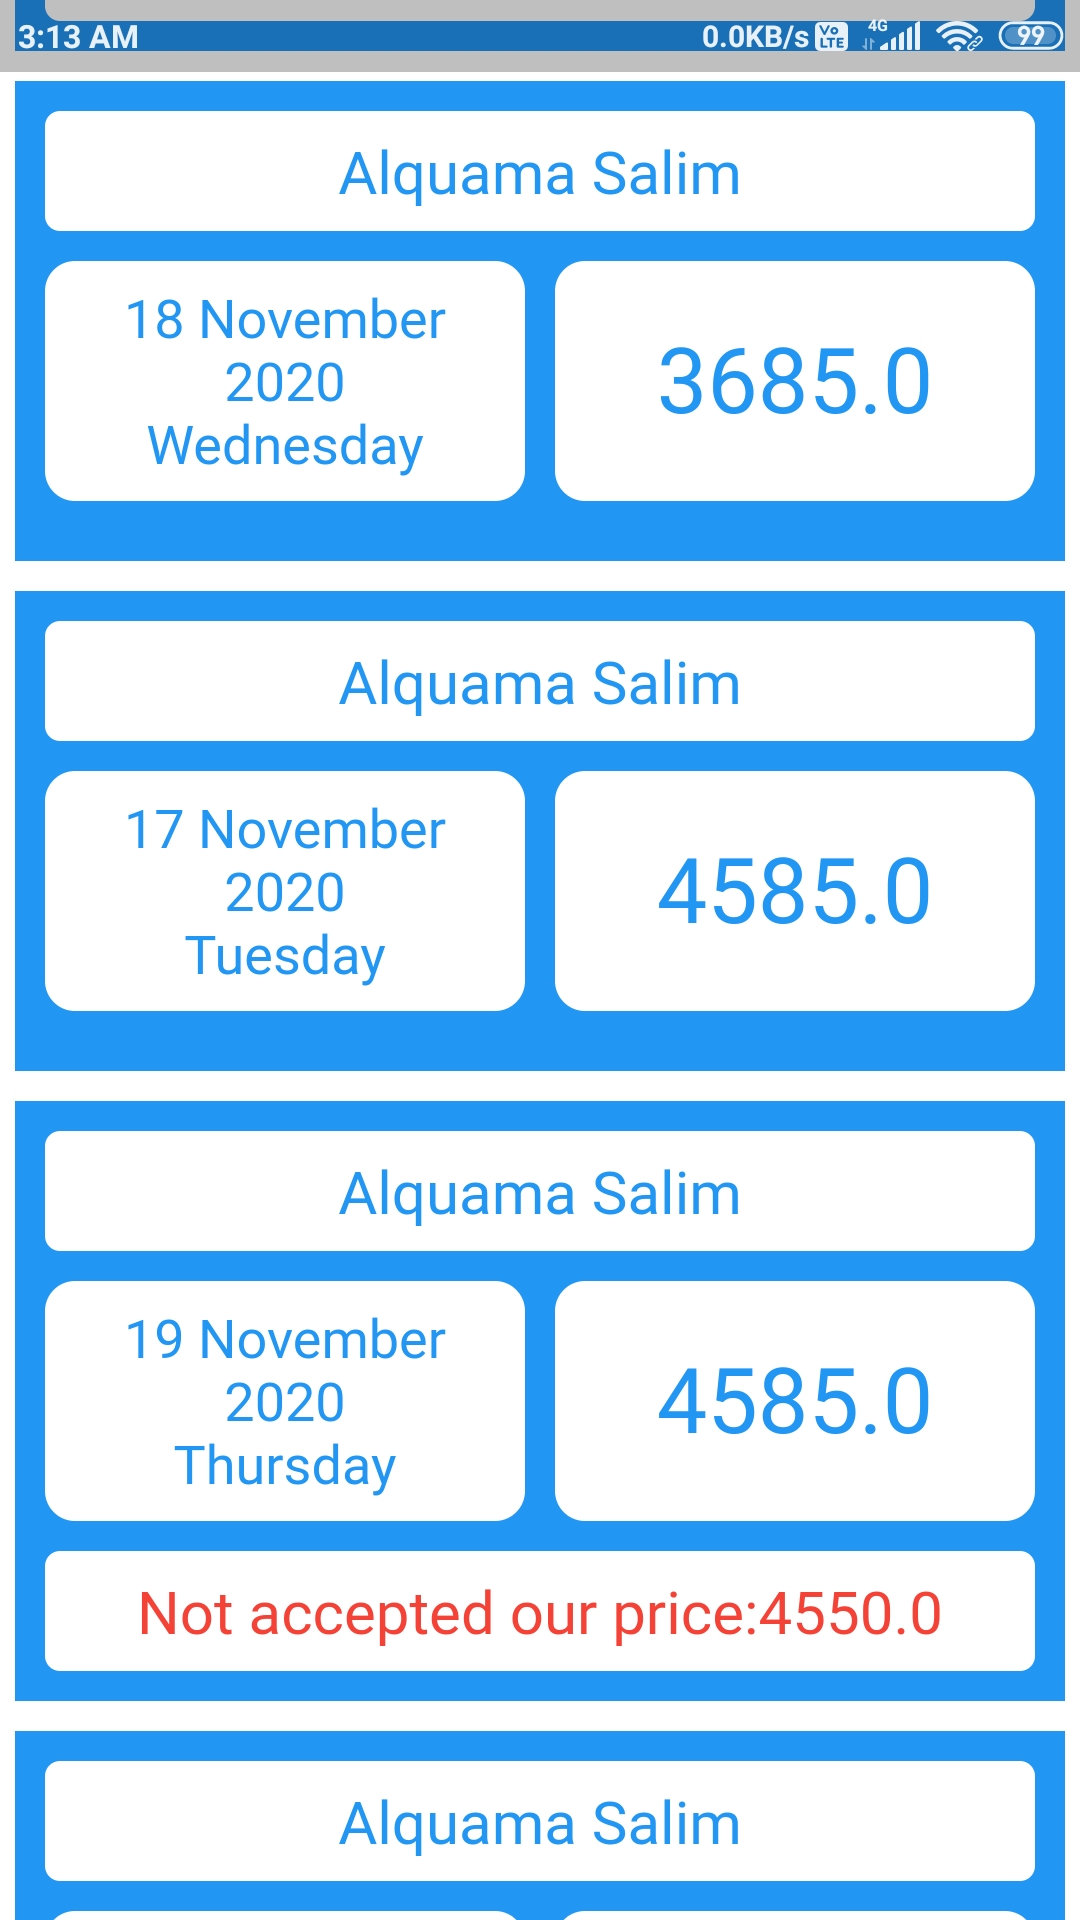 3:13 AM 0.0KB/s Vo LTE 4G 99
Alquama Salim
18 November
2020
Wednesday
3685.0
Alquama Salim
17 November
2020
Tuesday
4585.0
Alquama Salim
19 November
2020
Thursday
4585.0
Not accepted our price:4550.0
Alquama Salim